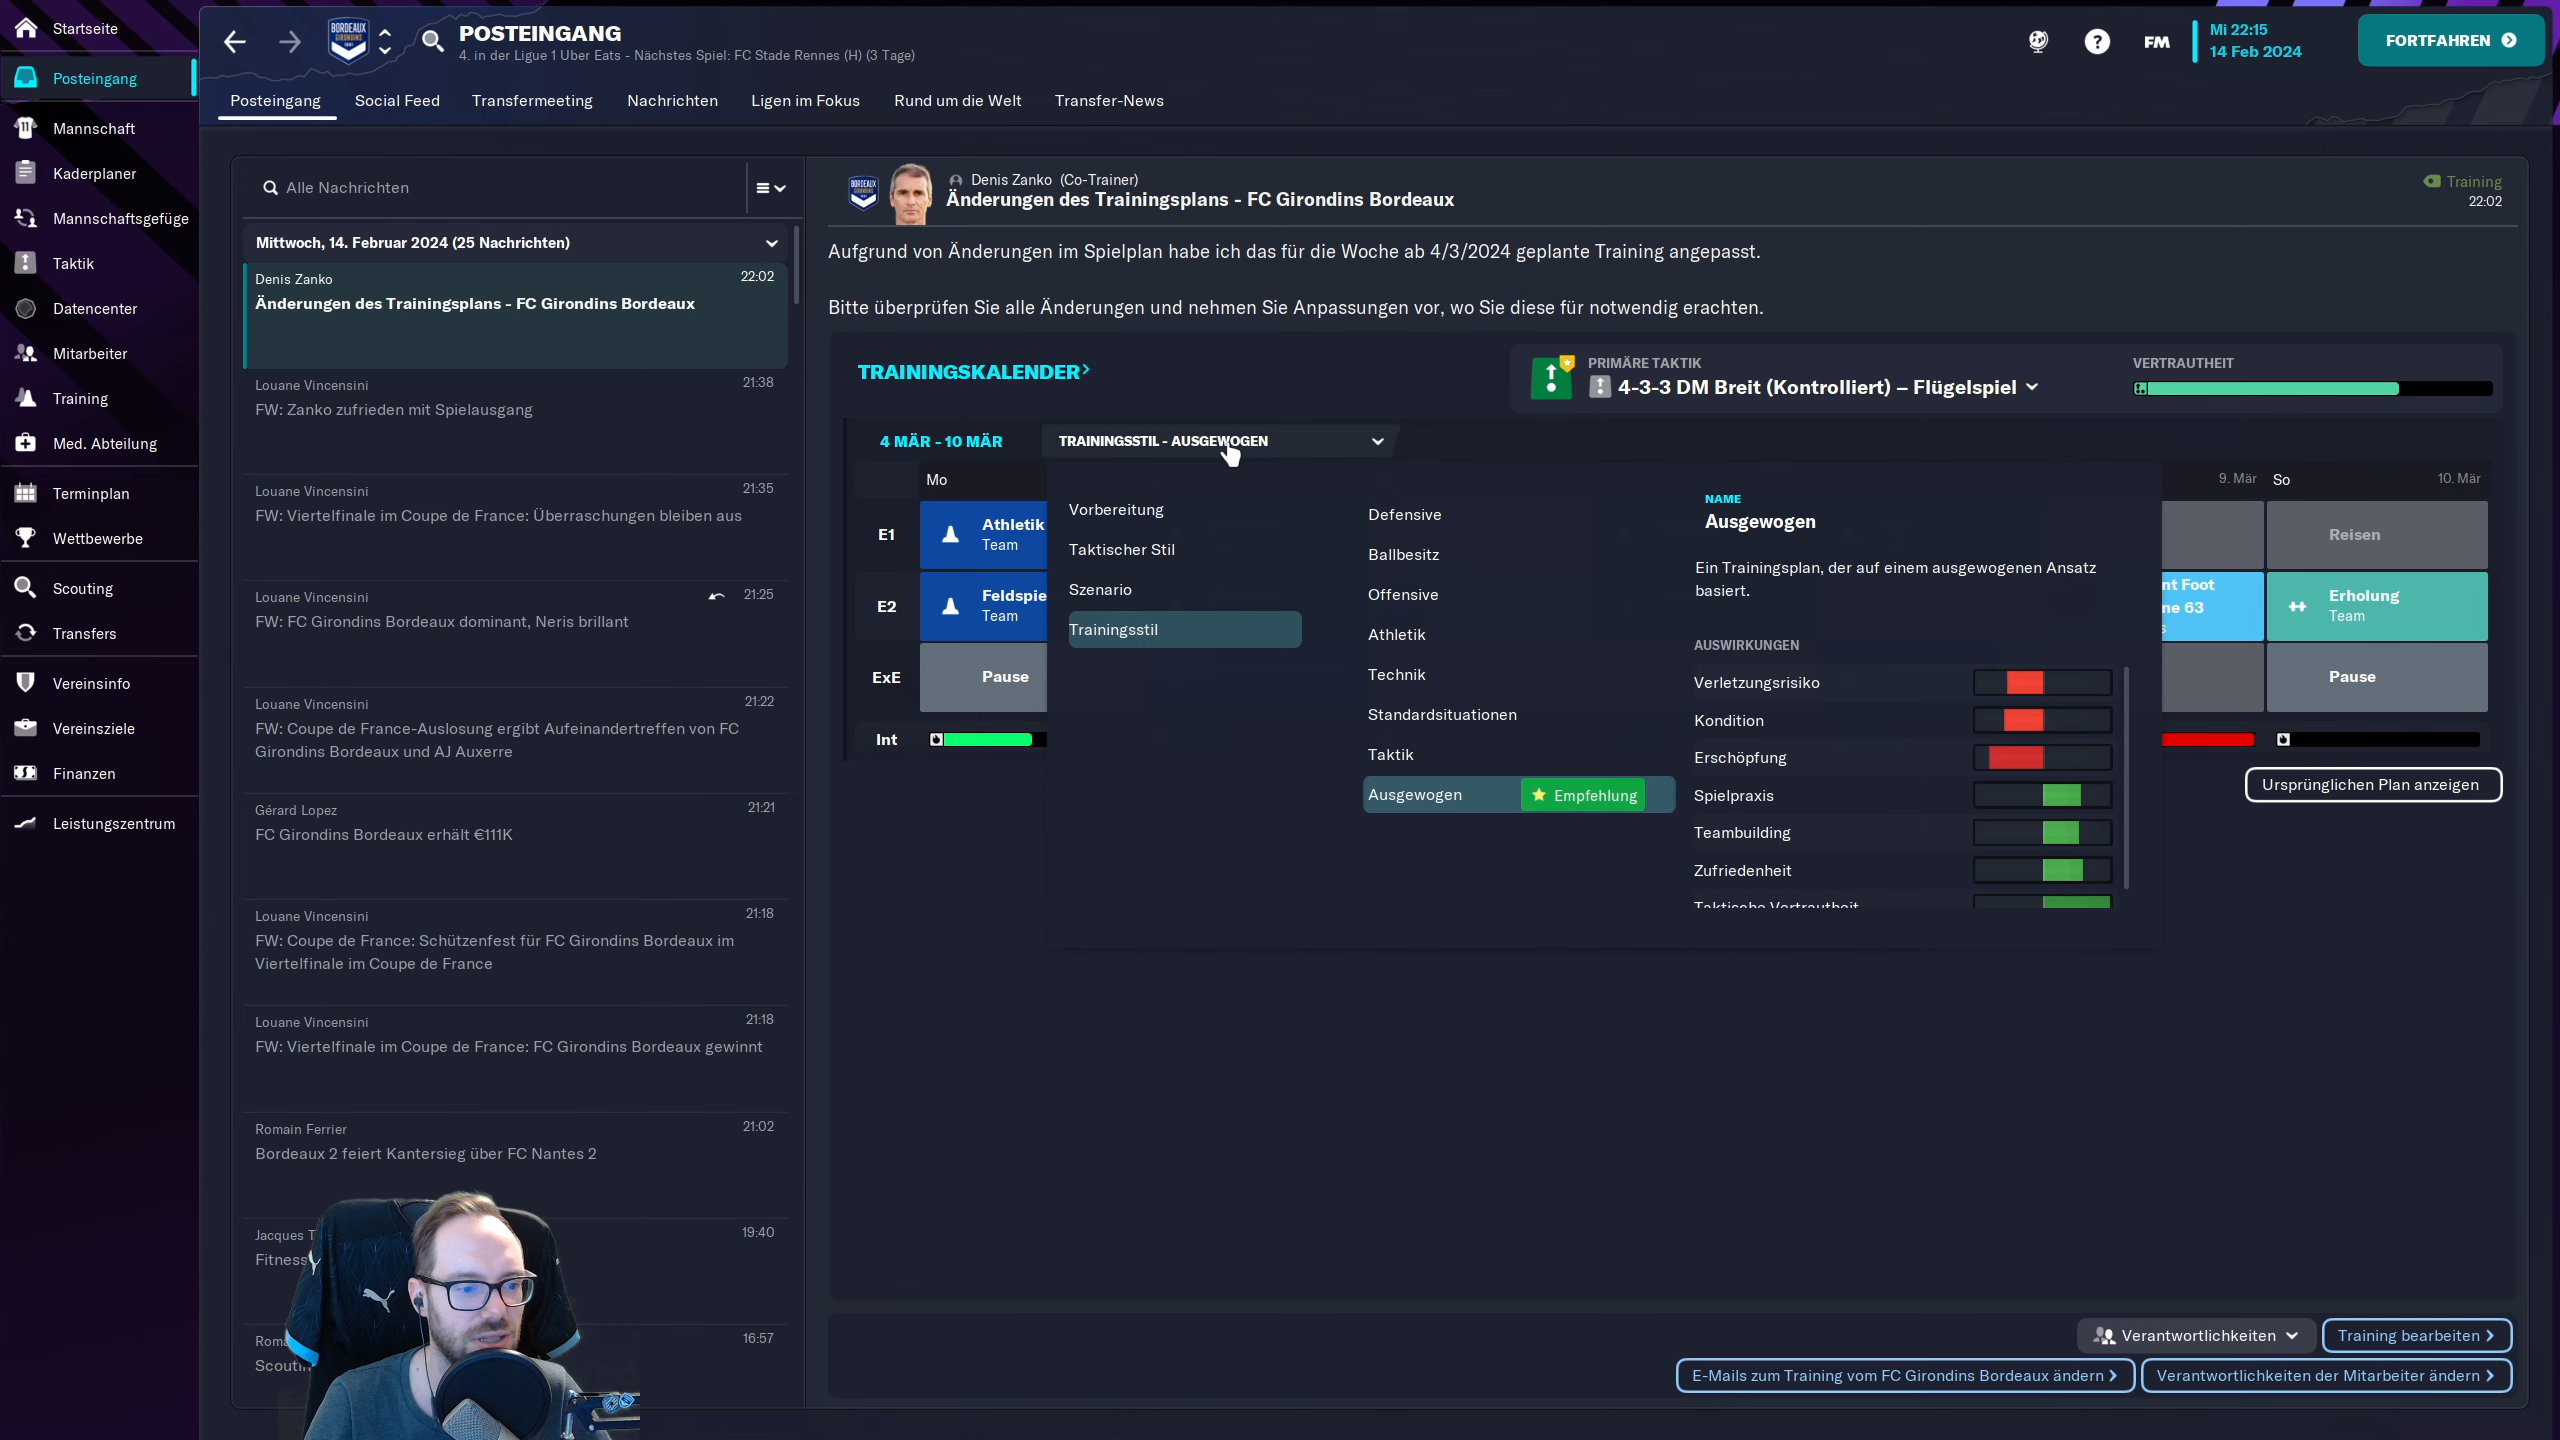 Startseite
Posteingang
Mannschaft
Kaderplaner
Mannschaftsgefüge
Taktik
Datencenter
Mitarbeiter
Training
Med. Abteilung
Terminplan
Wettbewerbe
Scouting
Transfers
Vereinsinfo
Vereinsziele
Finanzen
Leistungszentrum
POSTEINGANG
4. in der Ligue 1 Uber Eats - Nächstes Spiel: FC Stade Rennes (H) (3 Tage)
FM
Mi 22:15
14 Feb 2024
FORTFAHREN
Posteingang Social Feed Transfermeeting Nachrichten Ligen im Fokus Rund um die Welt Transfer-News
Alle Nachrichten
Mittwoch, 14. Februar 2024 (25 Nachrichten)
Denis Zanko 22:02
Änderungen des Trainingsplans - FC Girondins Bordeaux
Louane Vincensini 21:38
FW: Zanko zufrieden mit Spielausgang
Louane Vincensini 21:35
FW: Viertelfinale im Coupe de France: Überraschungen bleiben aus
Louane Vincensini 21:25
FW: FC Girondins Bordeaux dominant, Neris brillant
Louane Vincensini 21:22
FW: Coupe de France-Auslosung ergibt Aufeinandertreffen von FC
Girondins Bordeaux und AJ Auxerre
Gérard Lopez 21:21
FC Girondins Bordeaux erhält €111K
Louane Vincensini 21:18
FW: Coupe de France: Schützenfest für FC Girondins Bordeaux im
Viertelfinale im Coupe de France
Louane Vincensini 21:18
FW: Viertelfinale im Coupe de France: FC Girondins Bordeaux gewinnt
Romain Ferrier 21:02
Bordeaux 2 feiert Kantersieg über FC Nantes 2
Jacques T 19:40
Fitness
Roma 16:57
Scoutin
Denis Zanko (Co-Trainer)
Änderungen des Trainingsplans - FC Girondins Bordeaux
Training
22:02
Aufgrund von Änderungen im Spielplan habe ich das für die Woche ab 4/3/2024 geplante Training angepasst.
Bitte überprüfen Sie alle Änderungen und nehmen Sie Anpassungen vor, wo Sie diese für notwendig erachten.
TRAININGSKALENDER
PRIMÄRE TAKTIK
4-3-3 DM Breit (Kontrolliert) – Flügelspiel
VERTRAUTHEIT
4 MÄR - 10 MÄR
TRAININGSSTIL - AUSGEWOGEN
Mo
9. Mär So 10. Mär
E1 Athletik
Team
Reisen
E2 Feldspie
Team
nt Foot
ne 63
s
Erholung
Team
ExE Pause
Pause
Int
Vorbereitung
Taktischer Stil
Szenario
Trainingsstil
Defensive
Ballbesitz
Offensive
Athletik
Technik
Standardsituationen
Taktik
Ausgewogen Empfehlung
NAME
Ausgewogen
Ein Trainingsplan, der auf einem ausgewogenen Ansatz
basiert.
AUSWIRKUNGEN
Verletzungsrisiko
Kondition
Erschöpfung
Spielpraxis
Teambuilding
Zufriedenheit
Taktische Vertrautheit
Ursprünglichen Plan anzeigen
Verantwortlichkeiten
Training bearbeiten
E-Mails zum Training vom FC Girondins Bordeaux ändern
Verantwortlichkeiten der Mitarbeiter ändern